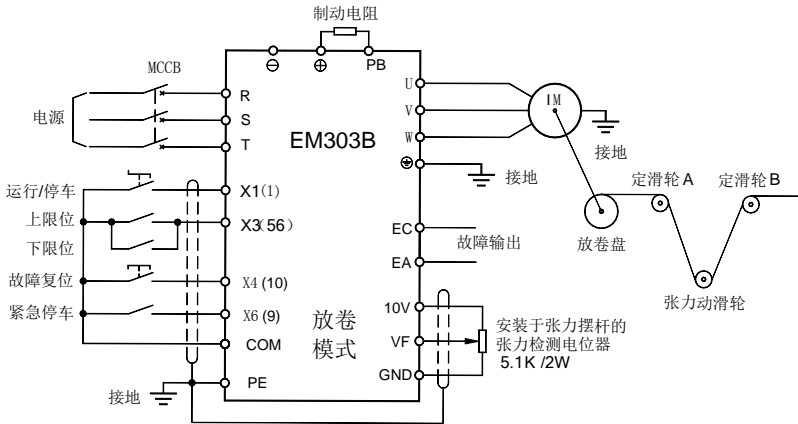 制动电阻
⊖ ⊕ PB
MCCB
电源
R
S
T
EM303B
U
V
W
IM
接地
接地
运行/停车
X1(1)
上限位
X3(56)
下限位
故障复位
X4(10)
紧急停车
X6(9)
COM
接地
PE
放卷
模式
EC
EA
故障输出
10V
VF
GND
安装于张力摆杆的
张力检测电位器
5.1K /2W
放卷盘
定滑轮A
定滑轮B
张力动滑轮